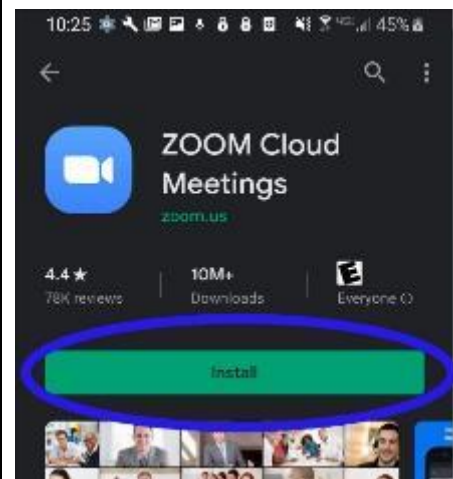 10:25 45%
ZOOM Cloud
Meetings
zoom.us
4.4★ 10M+ E
78K reviews Downloads Everyone
Install